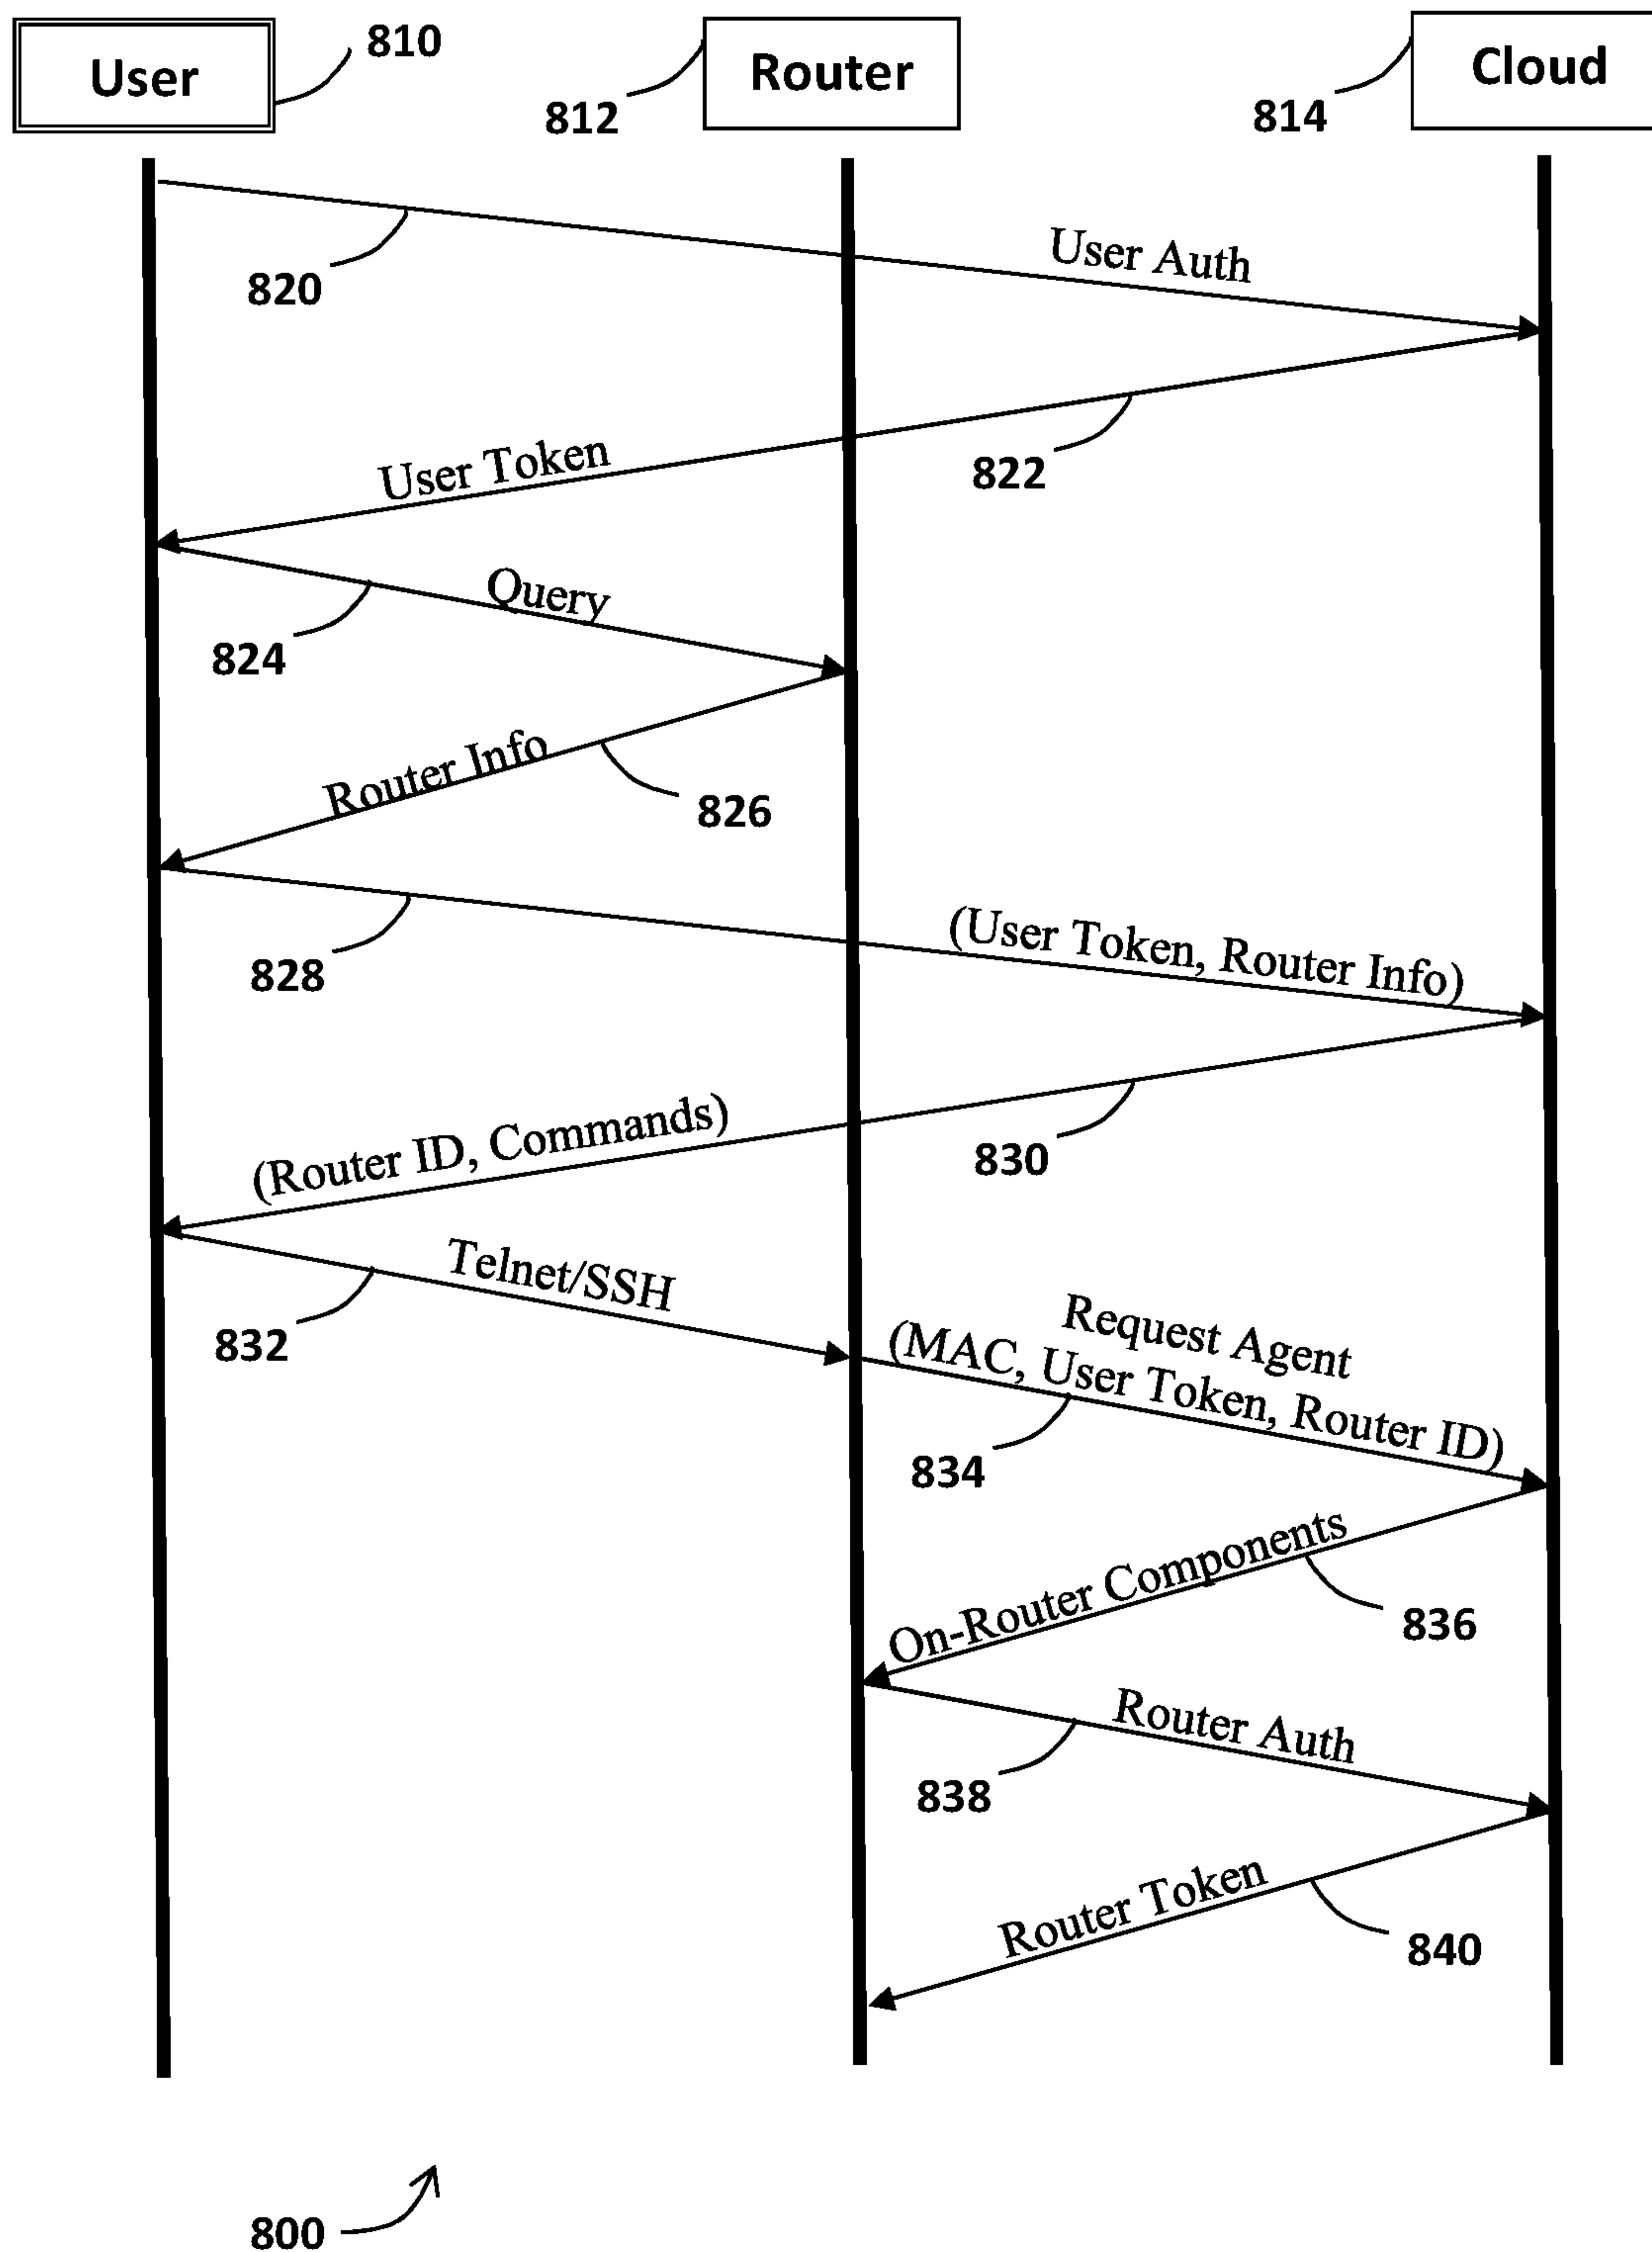 User
810
812
Router
814
Cloud
820
User Auth
822
User Token
Query
824
Router Info
826
828
(User Token, Router Info)
830
(Router ID, Commands)
Telnet/SSH
832
Request Agent
(MAC, User Token, Router ID)
834
On-Router Components
836
Router Auth
838
Router Token
840
800